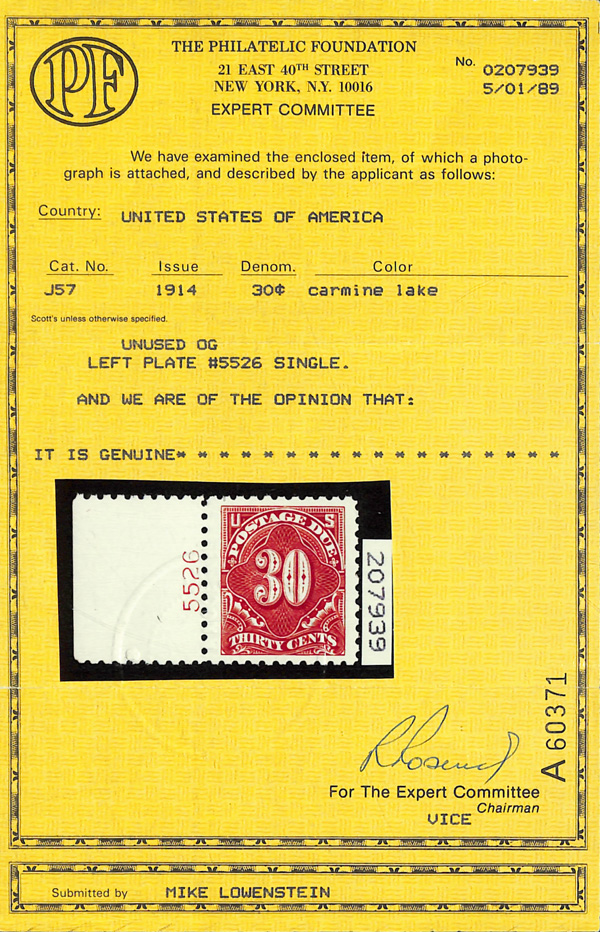 PF
THE PHILATELIC FOUNDATION
21 EAST 40TH STREET
NEW YORK, N.Y. 10016
EXPERT COMMITTEE
No. 0207939
5/01/89
We have examined the enclosed item, of which a photo-
graph is attached, and described by the applicant as follows:
Country: UNITED STATES OF AMERICA
Cat. No. Issue Denom. Color
J57 1914 30¢ carmine lake
Scott's unless otherwise specified.
UNUSED OG
LEFT PLATE #5526 SINGLE.
AND WE ARE OF THE OPINION THAT:
IT IS GENUINE* * * * * * * * * * * * * * * * * *
5526
U S
POSTAGE DUE
30
THIRTY CENTS
207939
A 60371
For The Expert Committee
Chairman
VICE
Submitted by MIKE LOWENSTEIN